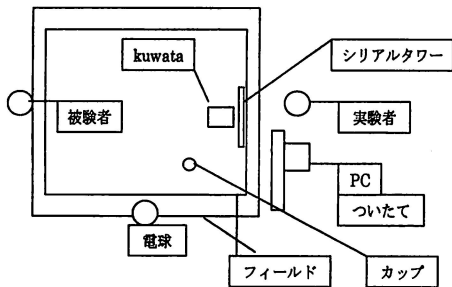 kuwata
シリアルタワー
被験者
実験者
PC
ついたて
電球
フィールド
カップ